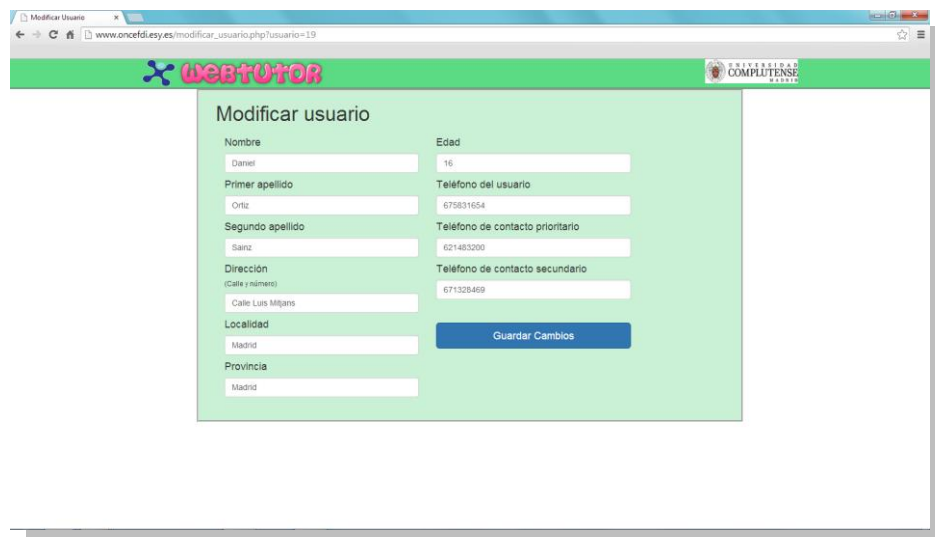 Modificar Usuario
www.oncefdi.esy.es/modificar_usuario.php?usuario=19
WEBTUTOR
UNIVERSIDAD
COMPLUTENSE
MADRID
Modificar usuario
Nombre
Daniel
Primer apellido
Ortiz
Segundo apellido
Sainz
Dirección
(Calle y número)
Calle Luis Mitjans
Localidad
Madrid
Provincia
Madrid
Edad
16
Teléfono del usuario
675831654
Teléfono de contacto prioritario
621483200
Teléfono de contacto secundario
671328469
Guardar Cambios